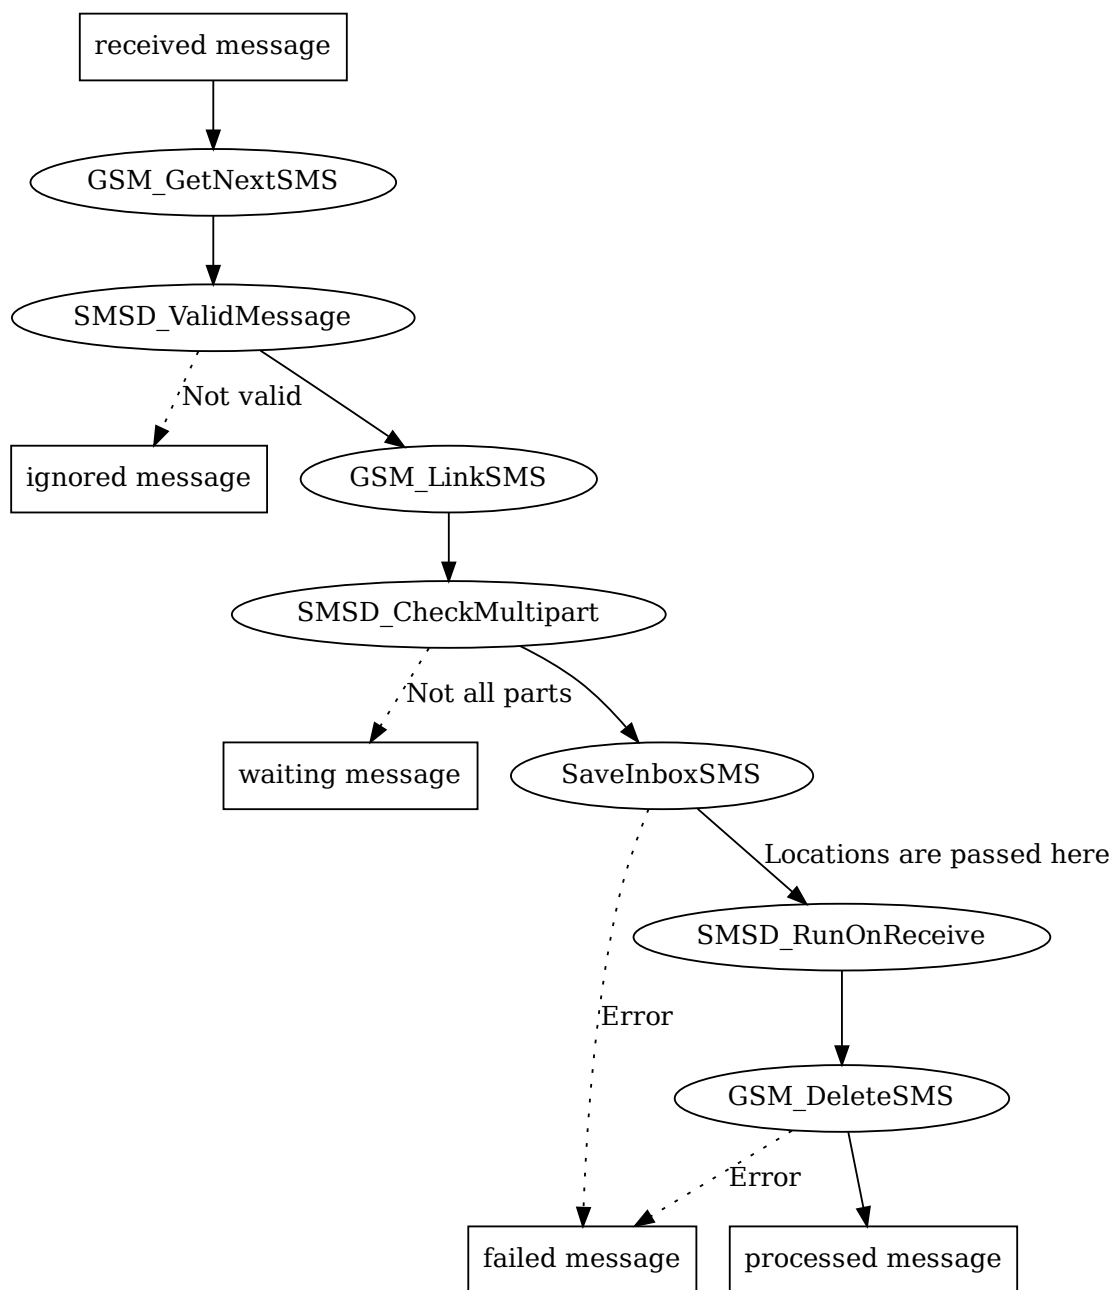 received message
GSM_GetNextSMS
SMSD_ValidMessage
Not valid
ignored message
GSM_LinkSMS
SMSD_CheckMultipart
Not all parts
waiting message
SaveInboxSMS
Locations are passed here
SMSD_RunOnReceive
Error
GSM_DeleteSMS
Error
failed message
processed message